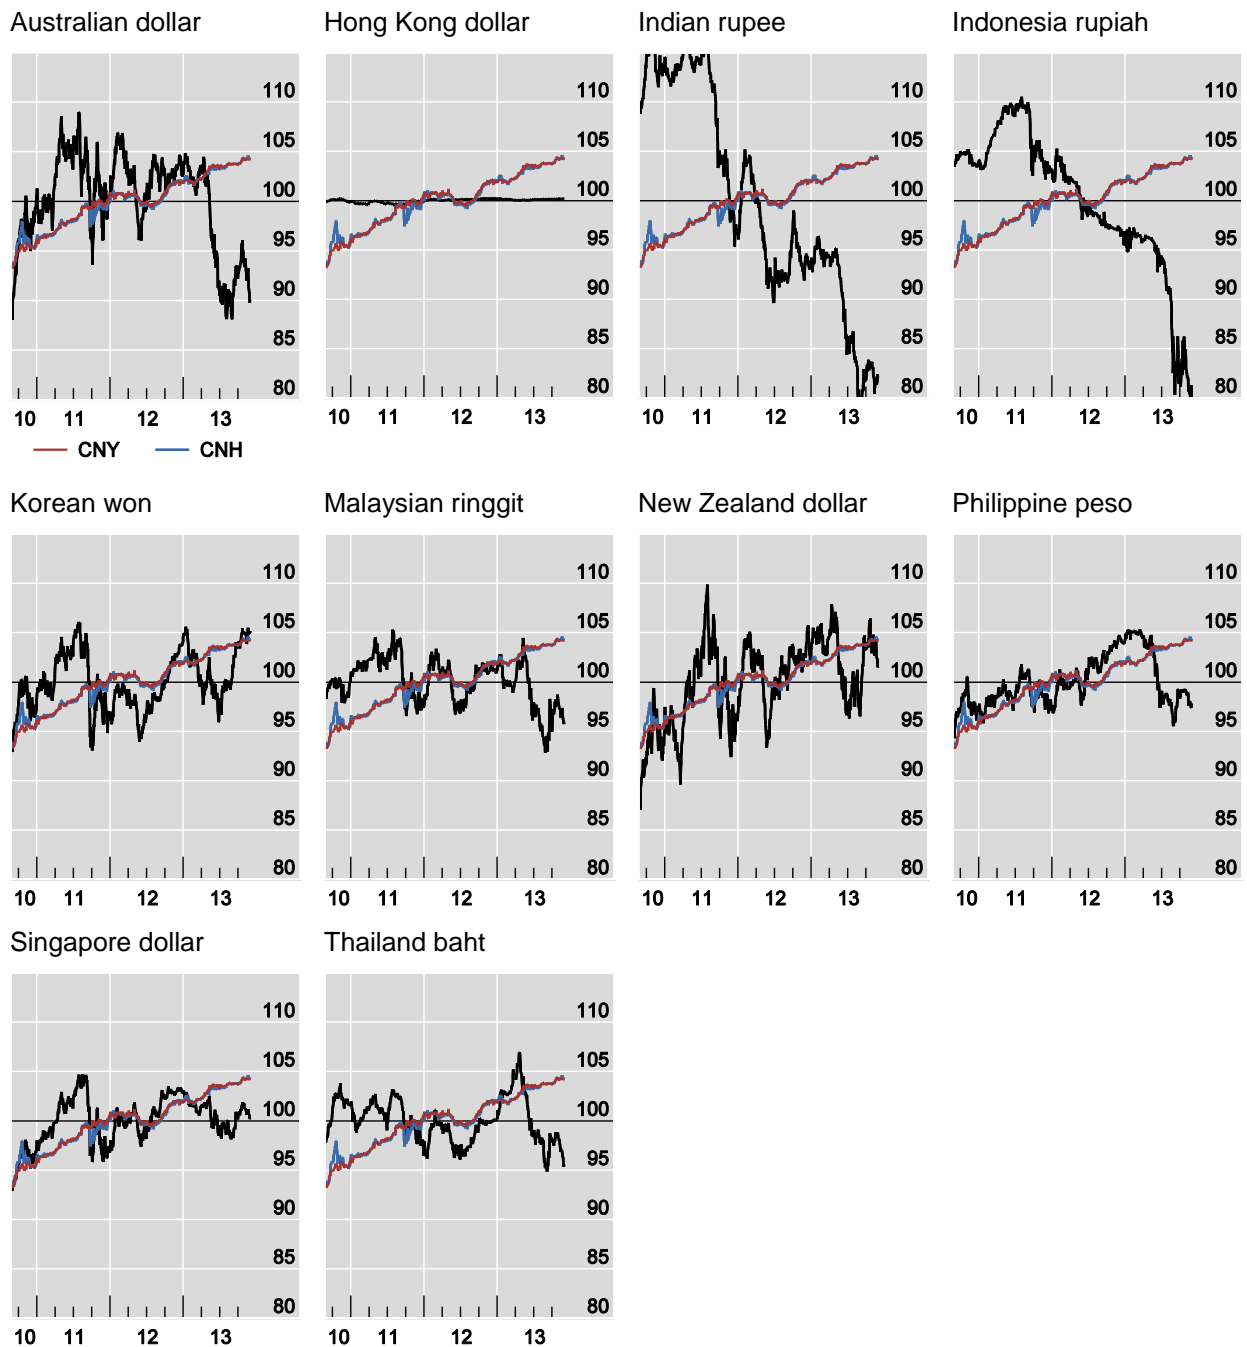 Australian dollar Hong Kong dollar Indian rupee Indonesia rupiah
110 110 110 110
105 105 105 105
100 100 100 100
95 95 95 95
90 90 90 90
85 85 85 85
80 80 80 80
10 11 12 13 10 11 12 13 10 11 12 13 10 11 12 13
CNY CNH
Korean won Malaysian ringgit New Zealand dollar Philippine peso
110 110 110 110
105 105 105 105
100 100 100 100
95 95 95 95
90 90 90 90
85 85 85 85
80 80 80 80
10 11 12 13 10 11 12 13 10 11 12 13 10 11 12 13
Singapore dollar Thailand baht
110 110
105 105
100 100
95 95
90 90
85 85
80 80
10 11 12 13 10 11 12 13